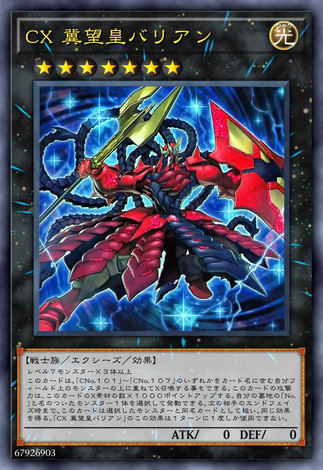 CX 冀望皇バリアン
光
【戦士族/エクシーズ/効果】
レベル7モンスター×3体以上
このカードは、「CNo.101」~「CNo.107」のいずれかをカード名に含む自分フ
ィールド上のモンスターの上に重ねてX召喚する事もできる。このカードの攻撃
力は、このカードのX素材の数×1000ポイントアップする。自分の墓地の「No.」
と名のついたモンスター1体を選択して発動できる。次の相手のエンドフェイ
ズ時まで、このカードは選択したモンスターと同名カードとして扱い、同じ効果
を得る。「CX 冀望皇バリアン」のこの効果は1ターンに1度しか使用できない。
ATK/ 0 DEF/ 0
67926903